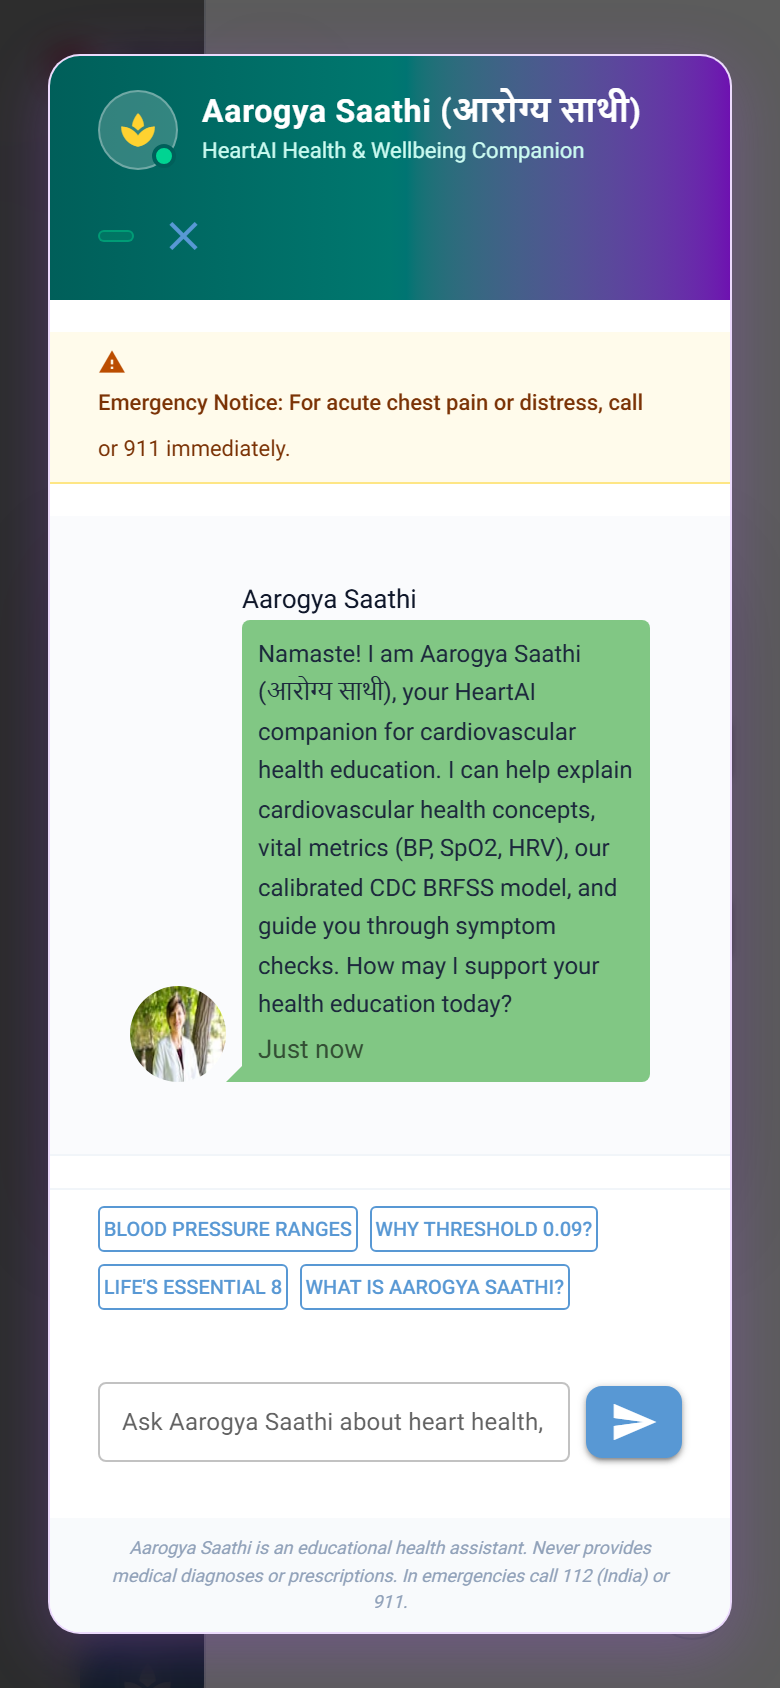 Aarogya Saathi (आरोग्य साथी)
HeartAI Health & Wellbeing Companion
Emergency Notice: For acute chest pain or distress, call
or 911 immediately.
Aarogya Saathi
Namaste! I am Aarogya Saathi
(आरोग्य साथी), your HeartAI
companion for cardiovascular
health education. I can help explain
cardiovascular health concepts,
vital metrics (BP, SpO2, HRV), our
calibrated CDC BRFSS model, and
guide you through symptom
checks. How may I support your
health education today?
Just now
BLOOD PRESSURE RANGES
WHY THRESHOLD 0.09?
LIFE'S ESSENTIAL 8
WHAT IS AAROGYA SAATHI?
Ask Aarogya Saathi about heart health,
Aarogya Saathi is an educational health assistant. Never provides
medical diagnoses or prescriptions. In emergencies call 112 (India) or
911.